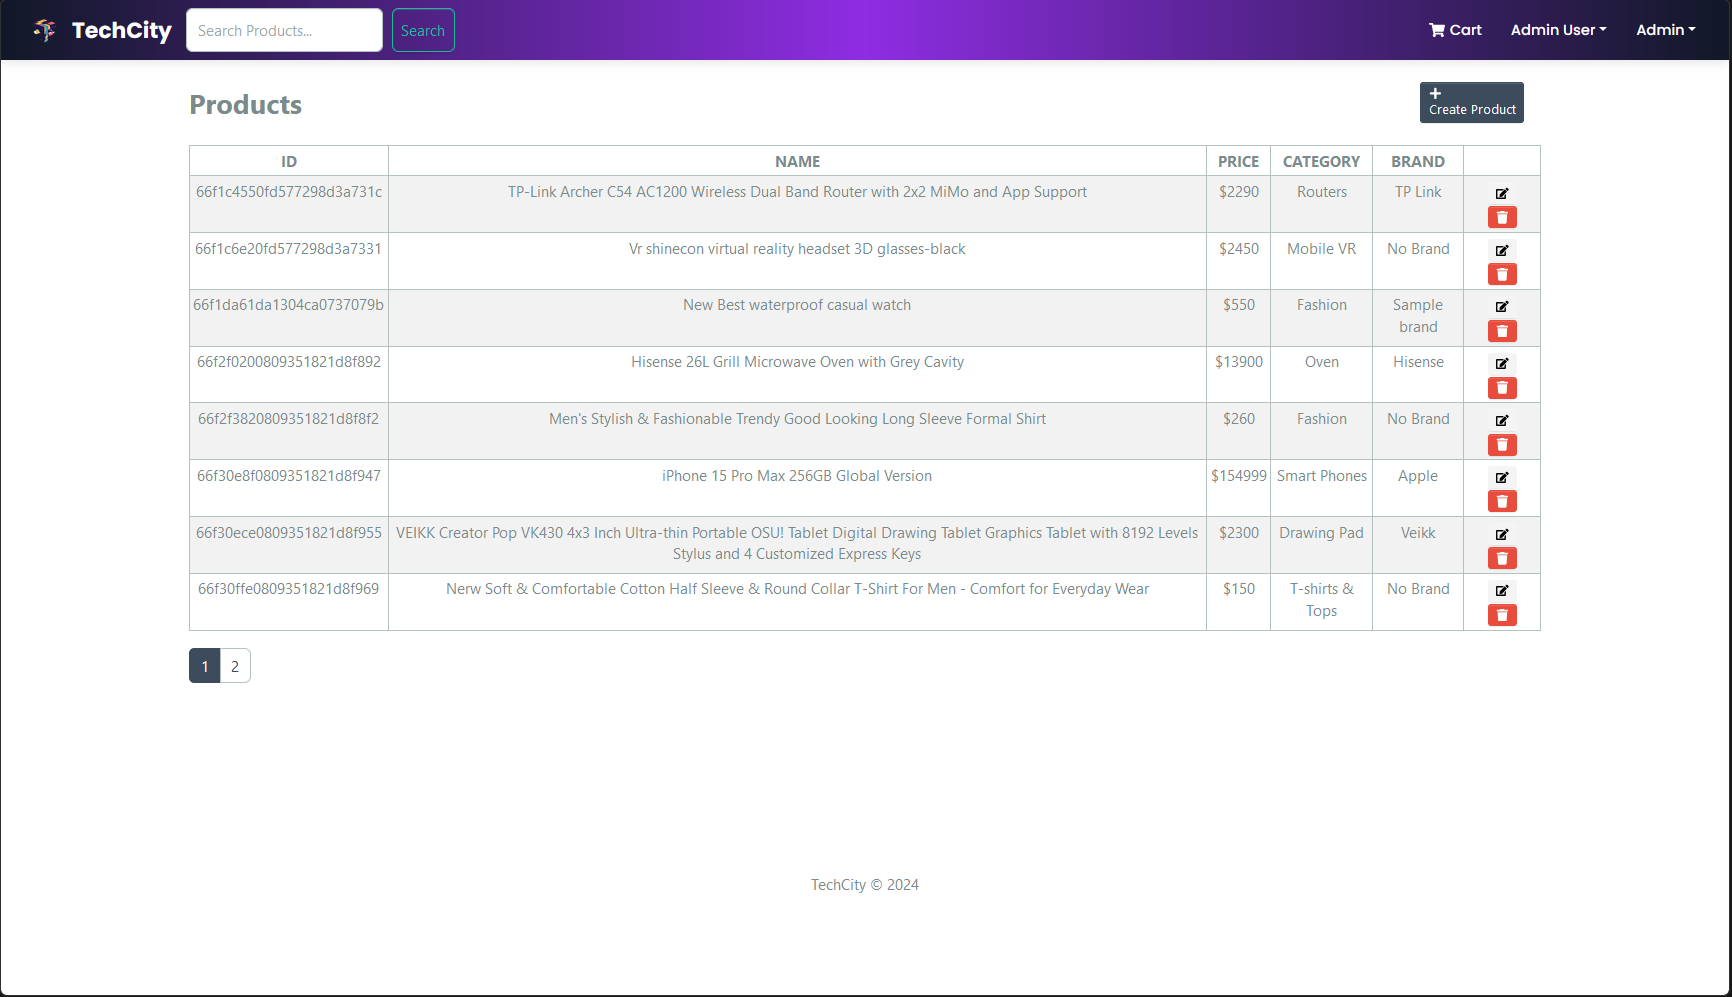 TechCity Search Products... Search Cart Admin User Admin
Products
Create Product
ID NAME PRICE CATEGORY BRAND
66f1c4550fd577298d3a731c TP-Link Archer C54 AC1200 Wireless Dual Band Router with 2x2 MiMo and App Support $2290 Routers TP Link
66f1c6e20fd577298d3a7331 Vr shinecon virtual reality headset 3D glasses-black $2450 Mobile VR No Brand
66f1da61da1304ca0737079b New Best waterproof casual watch $550 Fashion Sample
brand
66f2f0200809351821d8f892 Hisense 26L Grill Microwave Oven with Grey Cavity $13900 Oven Hisense
66f2f3820809351821d8f8f2 Men's Stylish & Fashionable Trendy Good Looking Long Sleeve Formal Shirt $260 Fashion No Brand
66f30e8f0809351821d8f947 iPhone 15 Pro Max 256GB Global Version $154999 Smart Phones Apple
66f30ece0809351821d8f955 VEIKK Creator Pop VK430 4x3 Inch Ultra-thin Portable OSU! Tablet Digital Drawing Tablet Graphics Tablet with 8192 Levels $2300 Drawing Pad Veikk
Stylus and 4 Customized Express Keys
66f30ffe0809351821d8f969 Nerw Soft & Comfortable Cotton Half Sleeve & Round Collar T-Shirt For Men - Comfort for Everyday Wear $150 T-shirts & No Brand
Tops
1 2
TechCity © 2024